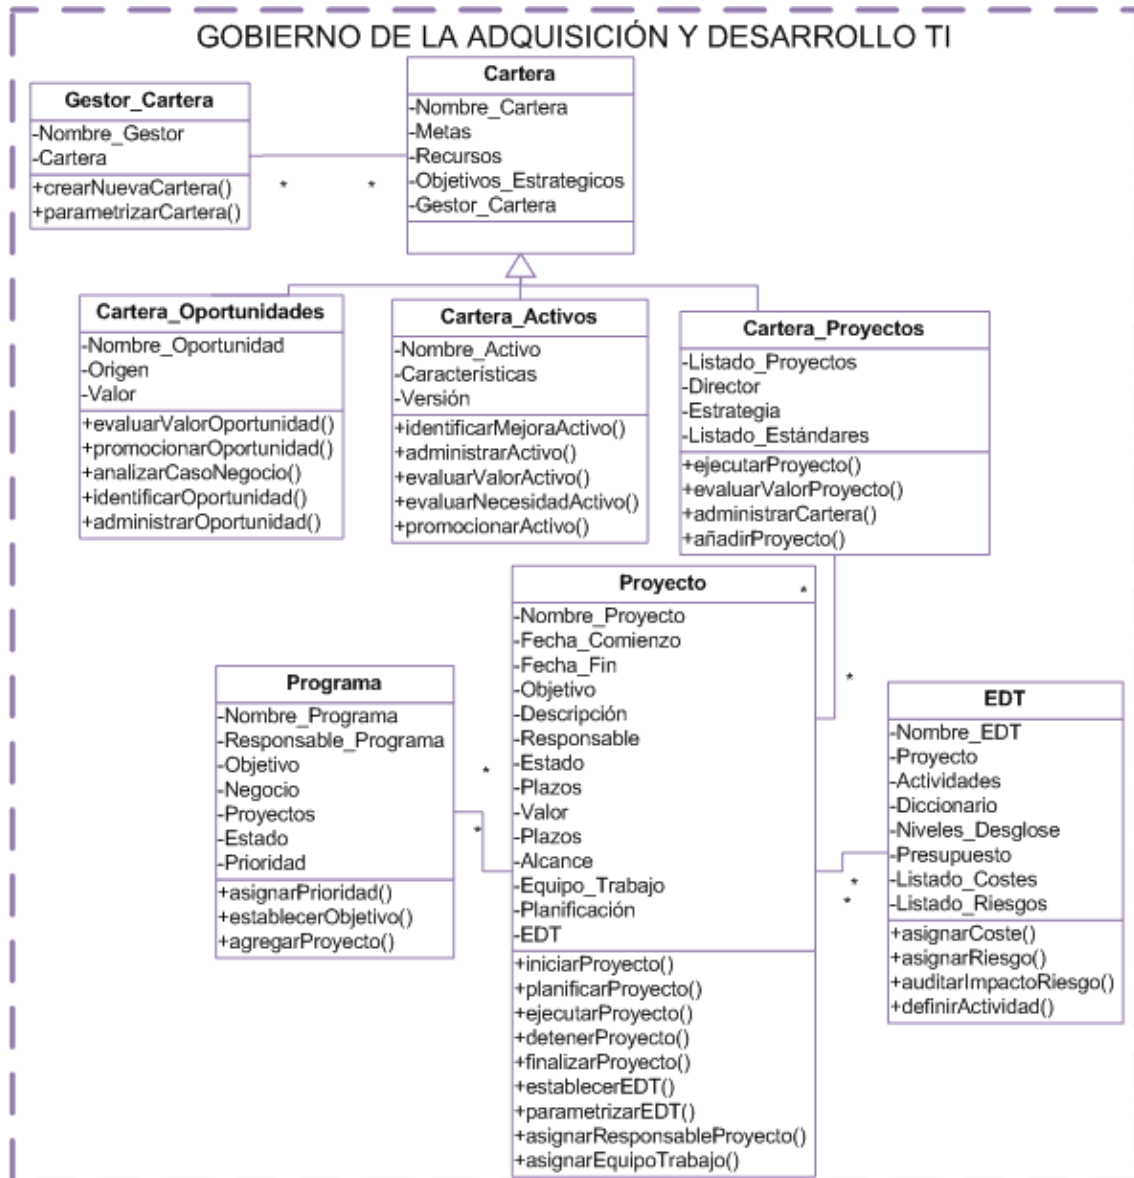 GOBIERNO DE LA ADQUISICIÓN Y DESARROLLO TI
Gestor_Cartera
-Nombre_Gestor
-Cartera
+crearNuevaCartera()
+parametrizarCartera()
*
*
Cartera
-Nombre_Cartera
-Metas
-Recursos
-Objetivos_Estrategicos
-Gestor_Cartera
Cartera_Oportunidades
-Nombre_Oportunidad
-Origen
-Valor
+evaluarValorOportunidad()
+promocionarOportunidad()
+analizarCasoNegocio()
+identificarOportunidad()
+administrarOportunidad()
Cartera_Activos
-Nombre_Activo
-Características
-Versión
+identificarMejoraActivo()
+administrarActivo()
+evaluarValorActivo()
+evaluarNecesidadActivo()
+promocionarActivo()
Cartera_Proyectos
-Listado_Proyectos
-Director
-Estrategia
-Listado_Estándares
+ejecutarProyecto()
+evaluarValorProyecto()
+administrarCartera()
+añadirProyecto()
*
*
Programa
-Nombre_Programa
-Responsable_Programa
-Objetivo
-Negocio
-Proyectos
-Estado
-Prioridad
+asignarPrioridad()
+establecerObjetivo()
+agregarProyecto()
*
*
Proyecto
-Nombre_Proyecto
-Fecha_Comienzo
-Fecha_Fin
-Objetivo
-Descripción
-Responsable
-Estado
-Plazos
-Valor
-Plazos
-Alcance
-Equipo_Trabajo
-Planificación
-EDT
+iniciarProyecto()
+planificarProyecto()
+ejecutarProyecto()
+detenerProyecto()
+finalizarProyecto()
+establecerEDT()
+parametrizarEDT()
+asignarResponsableProyecto()
+asignarEquipoTrabajo()
*
*
EDT
-Nombre_EDT
-Proyecto
-Actividades
-Diccionario
-Niveles_Desglose
-Presupuesto
-Listado_Costes
-Listado_Riesgos
+asignarCoste()
+asignarRiesgo()
+auditarImpactoRiesgo()
+definirActividad()